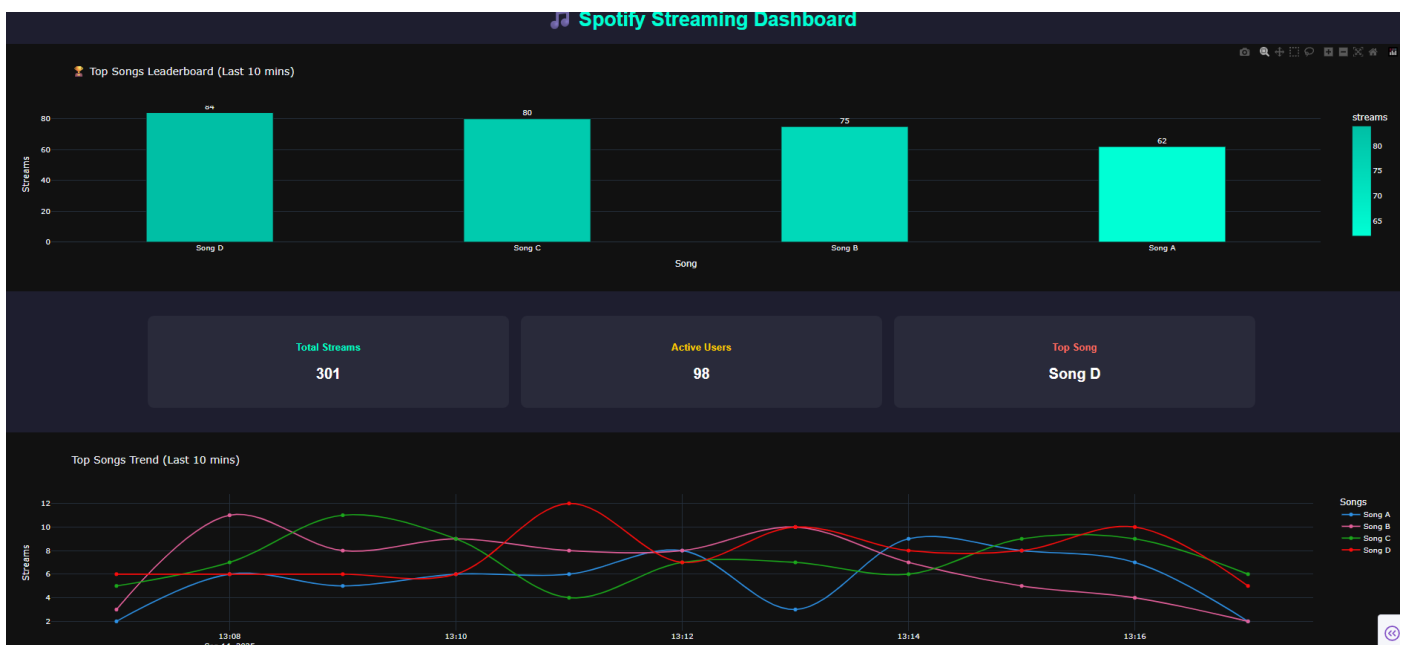 🎵 Spotify Streaming Dashboard
🏆 Top Songs Leaderboard (Last 10 mins)
84
80
75
62
80
60
40
20
0
Streams
Song D
Song C
Song B
Song A
Song
streams
80
75
70
65
Total Streams
301
Active Users
98
Top Song
Song D
Top Songs Trend (Last 10 mins)
12
10
8
6
4
2
Streams
13:08
13:10
13:12
13:14
13:16
Songs
Song A
Song B
Song C
Song D